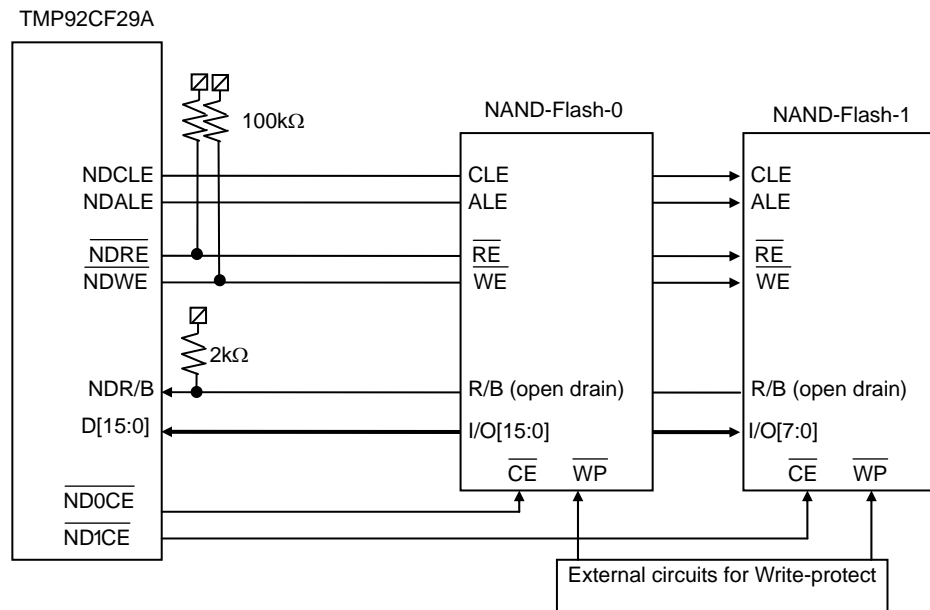 TMP92CF29A
100kΩ
NAND-Flash-0
NAND-Flash-1
NDCLE
CLE
CLE
NDALE
ALE
ALE
NDRE
RE
RE
NDWE
WE
WE
2kΩ
NDR/B
R/B (open drain)
R/B (open drain)
D[15:0]
I/O[15:0]
I/O[7:0]
CE
WP
CE
WP
ND0CE
ND1CE
External circuits for Write-protect